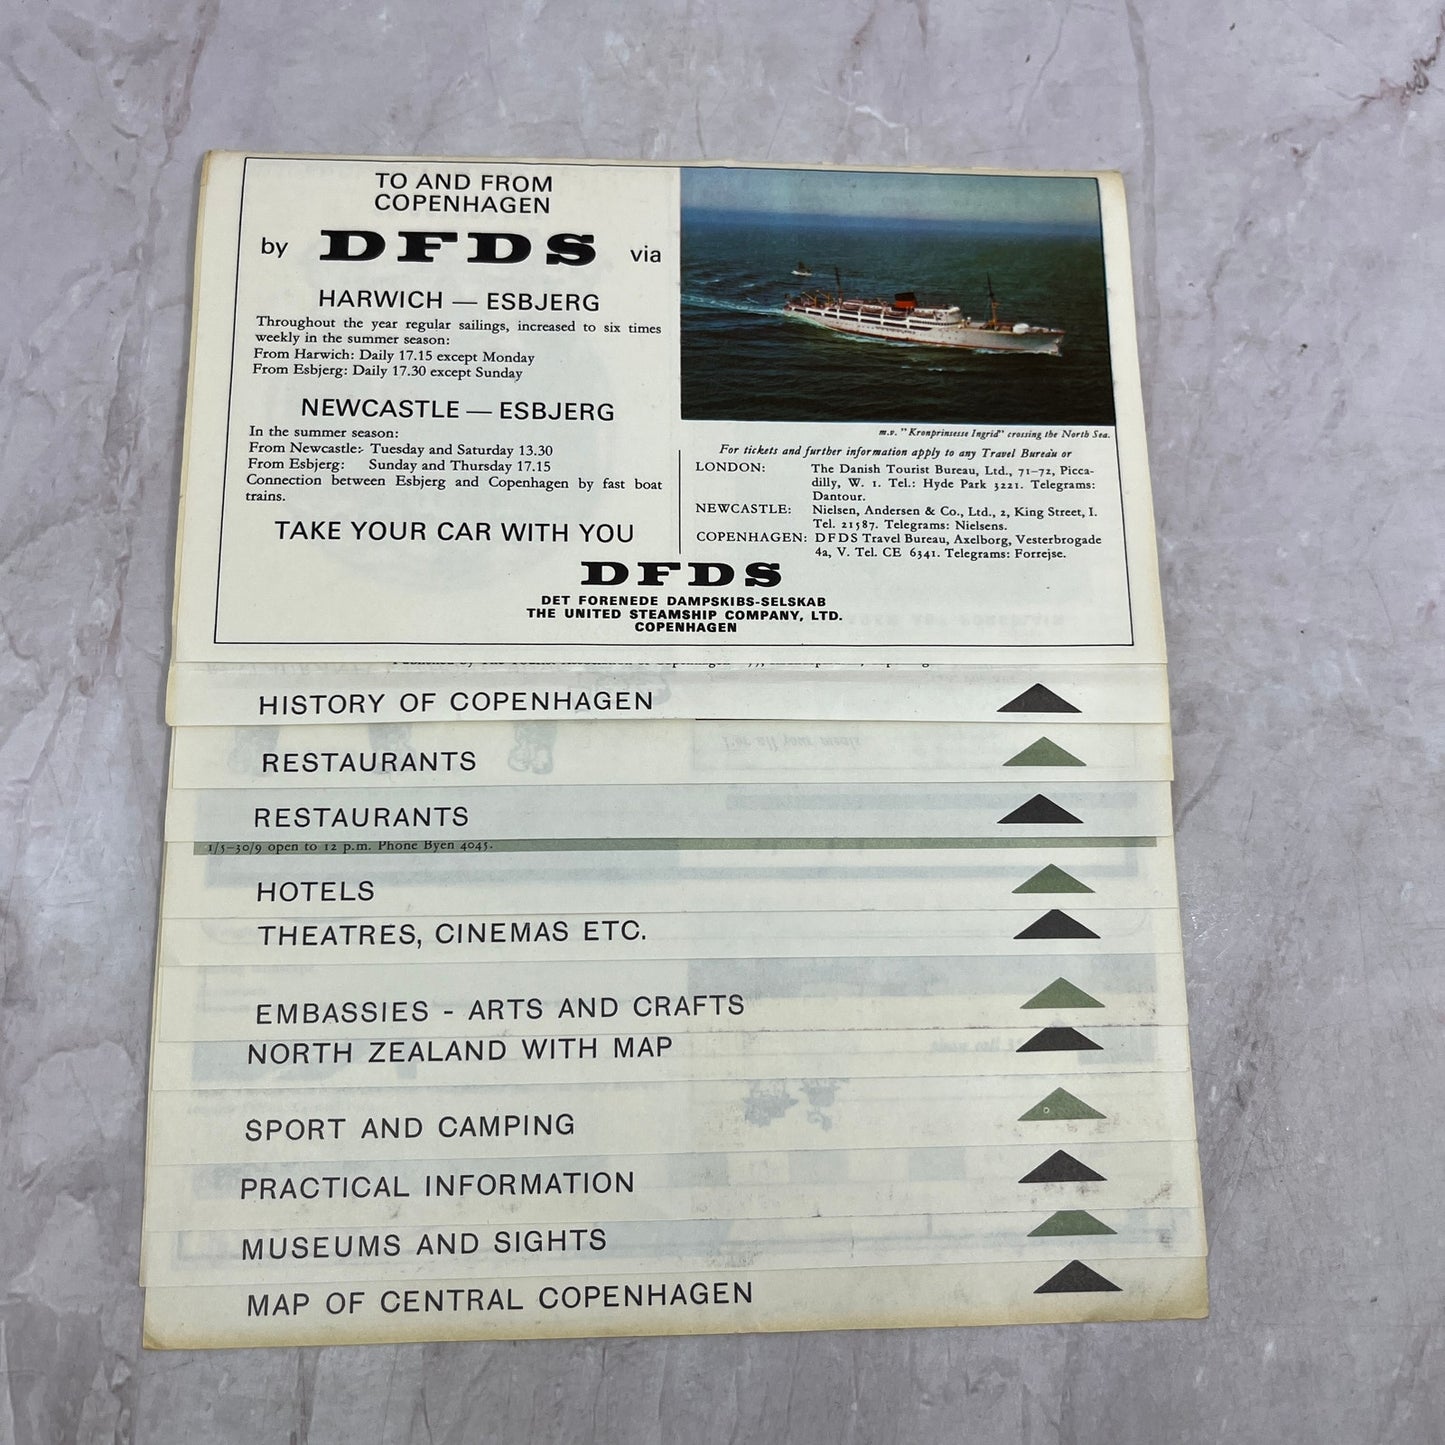 TO AND FROM
COPENHAGEN
by DFDS via
HARWICH — ESBJERG
Throughout the year regular sailings, increased to six times
weekly in the summer season:
From Harwich: Daily 17.15 except Monday
From Esbjerg: Daily 17.30 except Sunday
NEWCASTLE — ESBJERG
In the summer season:
From Newcastle: Tuesday and Saturday 13.30
From Esbjerg: Sunday and Thursday 17.15
Connection between Esbjerg and Copenhagen by fast boat
trains.
TAKE YOUR CAR WITH YOU
m.v. "Kronprinsesse Ingrid" crossing the North Sea.
For tickets and further information apply to any Travel Bureau or
LONDON: The Danish Tourist Bureau, Ltd., 71–72, Picca-
dilly, W. 1. Tel.: Hyde Park 3221. Telegrams:
Dantour.
NEWCASTLE: Nielsen, Andersen & Co., Ltd., 2, King Street, I.
Tel. 21587. Telegrams: Nielsens.
COPENHAGEN: DFDS Travel Bureau, Axelborg, Vesterbrogade
4a, V. Tel. CE 6341. Telegrams: Forrejse.
DFDS
DET FORENEDE DAMPSKIBS-SELSKAB
THE UNITED STEAMSHIP COMPANY, LTD.
COPENHAGEN
HISTORY OF COPENHAGEN
RESTAURANTS
RESTAURANTS
1/5–30/9 open to 12 p.m. Phone Byen 4045.
HOTELS
THEATRES, CINEMAS ETC.
EMBASSIES - ARTS AND CRAFTS
NORTH ZEALAND WITH MAP
SPORT AND CAMPING
PRACTICAL INFORMATION
MUSEUMS AND SIGHTS
MAP OF CENTRAL COPENHAGEN